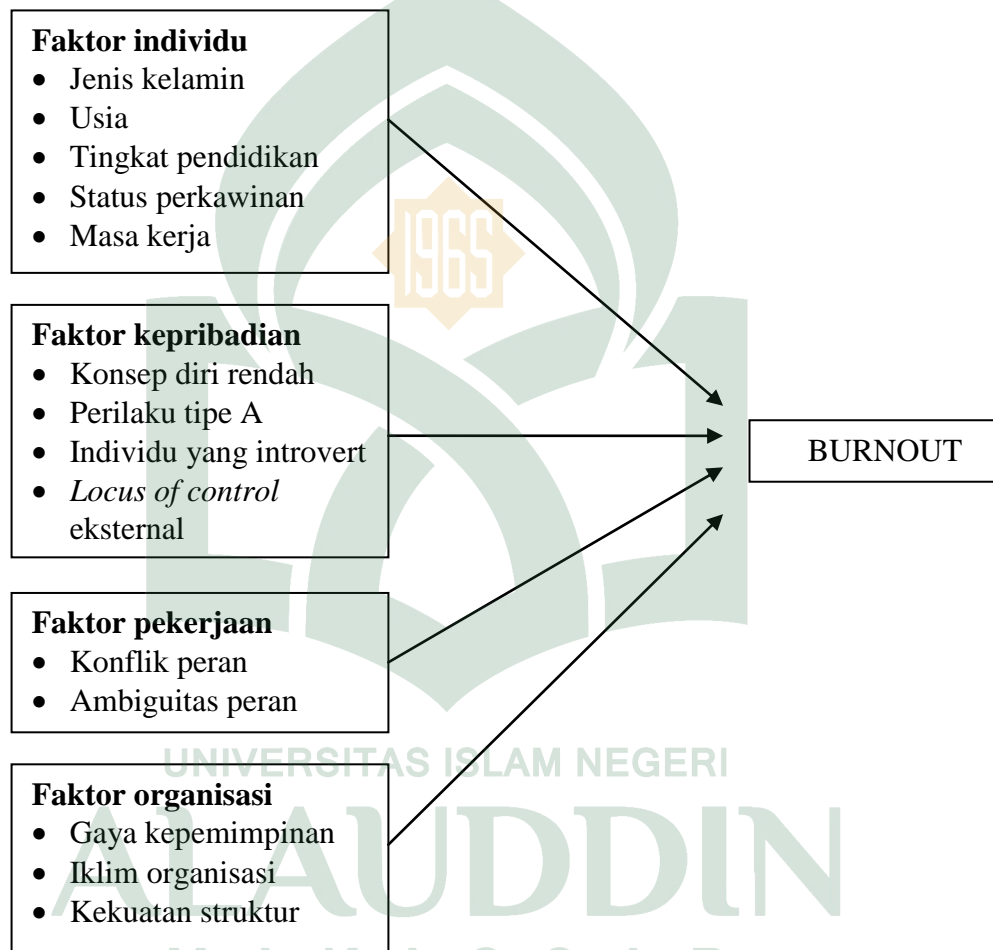 Faktor individu
• Jenis kelamin
• Usia
• Tingkat pendidikan
• Status perkawinan
• Masa kerja
1965
Faktor kepribadian
• Konsep diri rendah
• Perilaku tipe A
• Individu yang introvert
• Locus of control
eksternal
BURNOUT
Faktor pekerjaan
• Konflik peran
• Ambiguitas peran
UNIVERSITAS ISLAM NEGERI
Faktor organisasi
• Gaya kepemimpinan
• Iklim organisasi
• Kekuatan struktur
ALAUDDIN